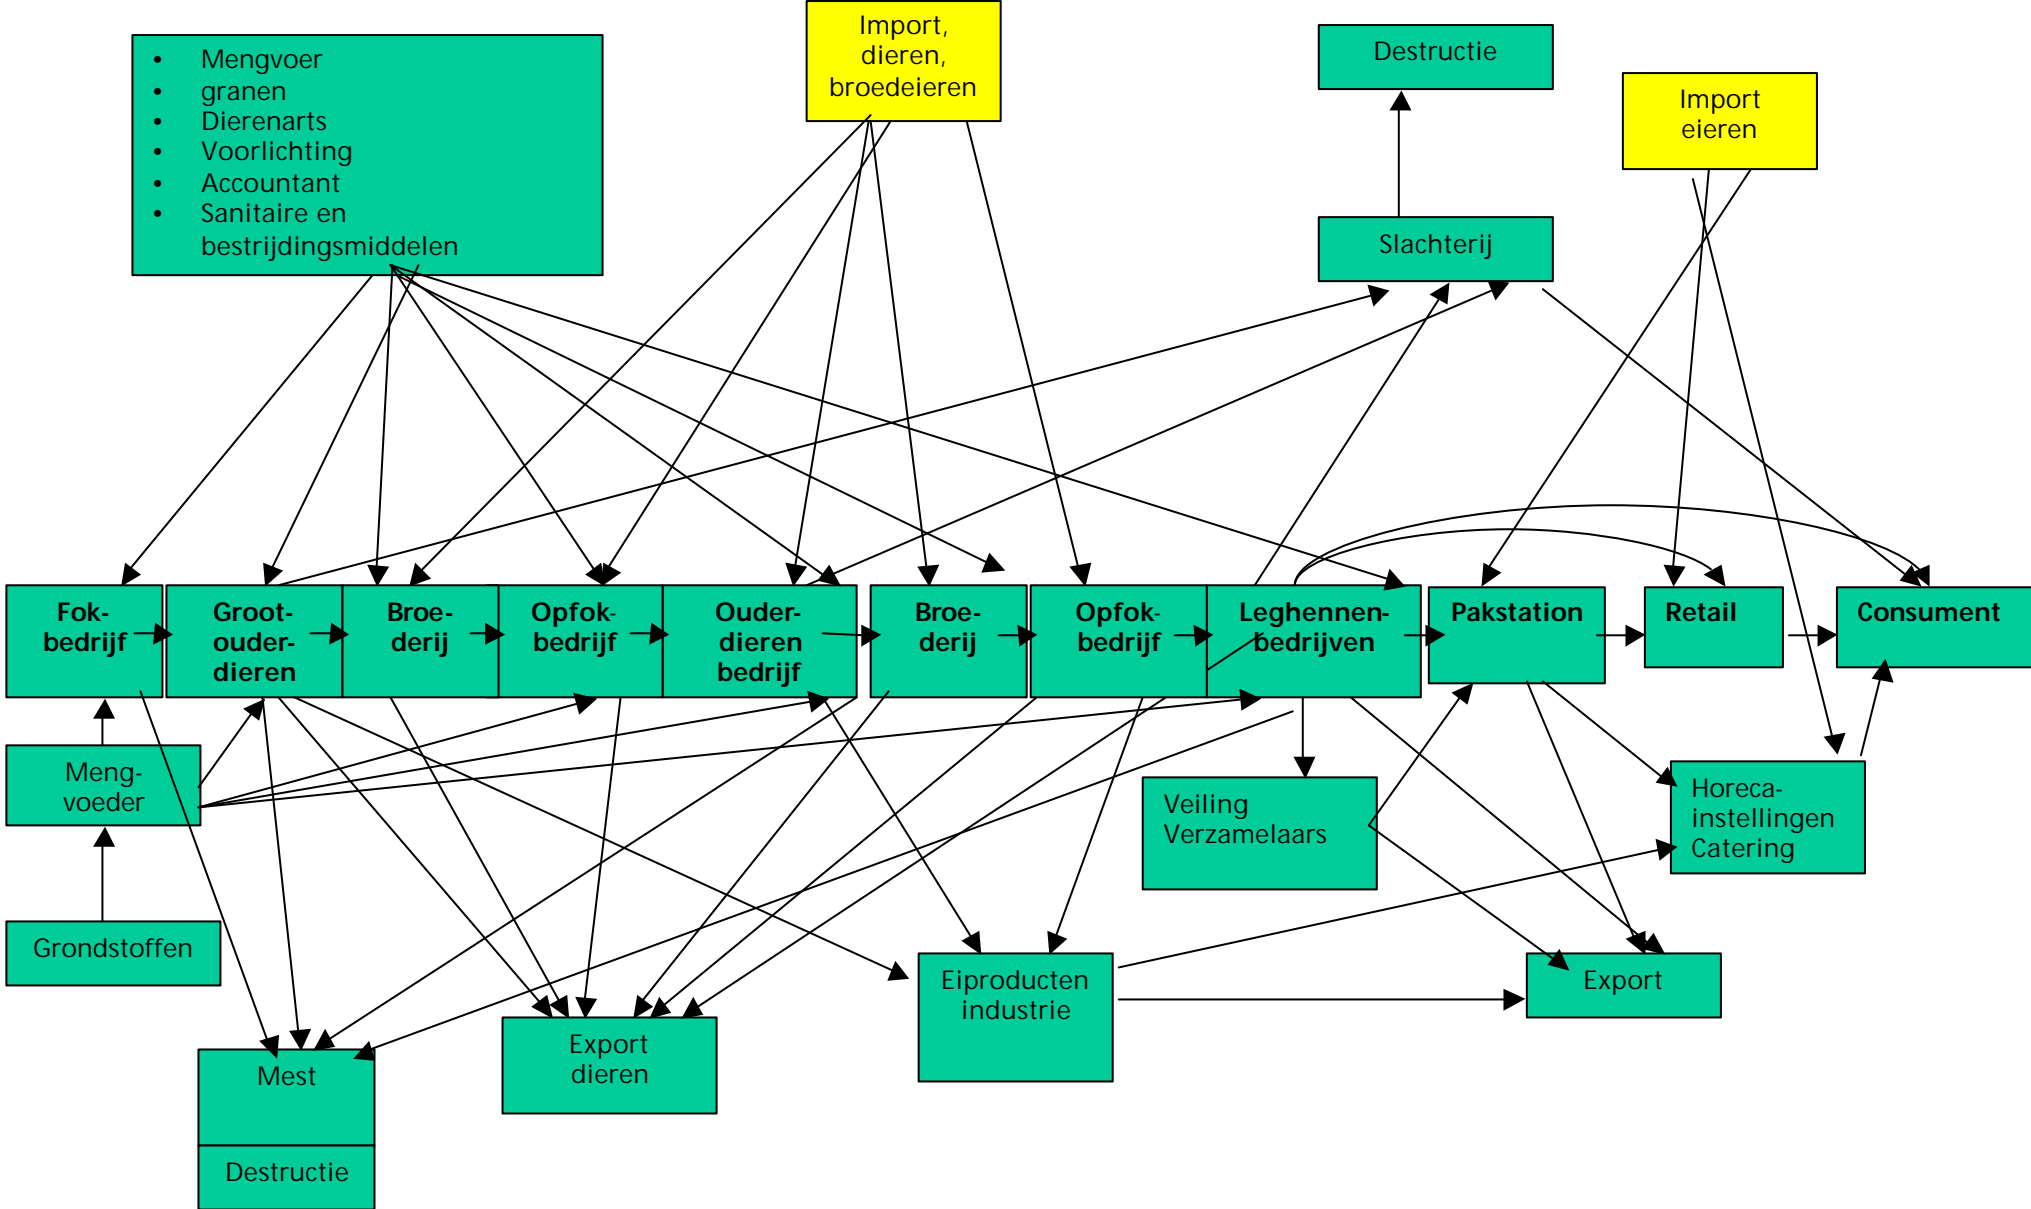 • Mengvoer
• granen
• Dierenarts
• Voorlichting
• Accountant
• Sanitaire en
bestrijdingsmiddelen
Import,
dieren,
broedeieren
Destructie
Import
eieren
Slachterij
Fok-
bedrijf
Groot-
ouder-
dieren
Broe-
derij
Opfok-
bedrijf
Ouder-
dieren
bedrijf
Broe-
derij
Opfok-
bedrijf
Leghennen-
bedrijven
Pakstation
Retail
Consument
Meng-
voeder
Veiling
Verzamelaars
Horeca-
instellingen
Catering
Grondstoffen
Eiproducten
industrie
Export
Export
dieren
Mest
Destructie